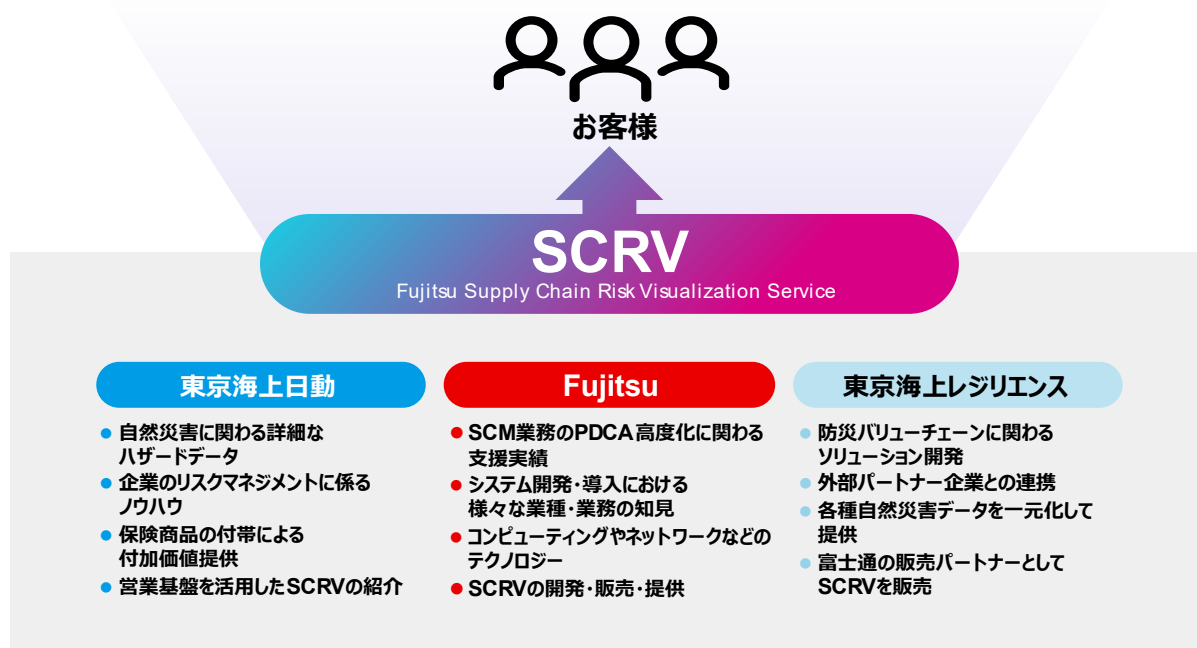 お客様
SCRV
Fujitsu Supply Chain Risk Visualization Service
東京海上日動
● 自然災害に関わる詳細な
ハザードデータ
● 企業のリスクマネジメントに係る
ノウハウ
● 保険商品の付帯による
付加価値提供
● 営業基盤を活用したSCRVの紹介
Fujitsu
● SCM業務のPDCA高度化に関わる
支援実績
● システム開発・導入における
様々な業種・業務の知見
● コンピューティングやネットワークなどの
テクノロジー
● SCRVの開発・販売・提供
東京海上レジリエンス
● 防災バリューチェーンに関わる
ソリューション開発
● 外部パートナー企業との連携
● 各種自然災害データを一元化して
提供
● 富士通の販売パートナーとして
SCRVを販売